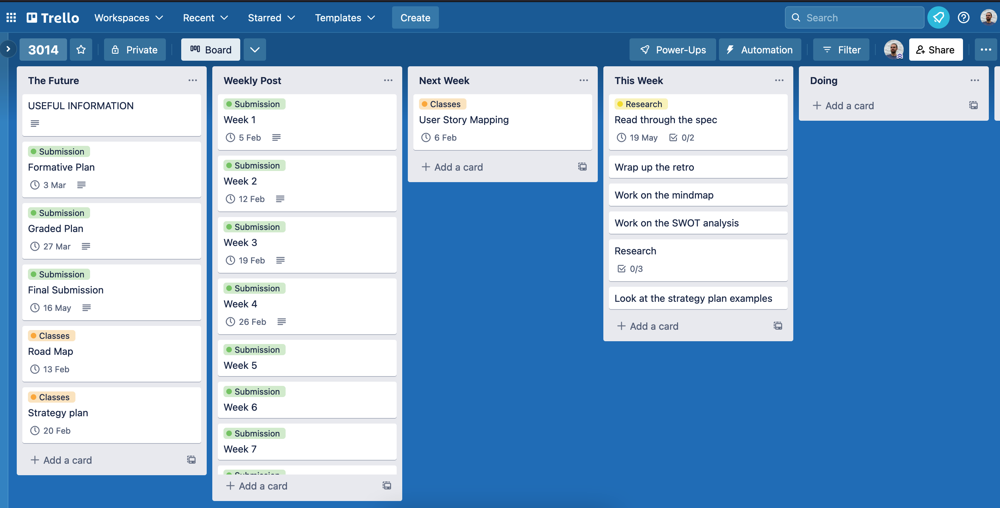 Trello
Workspaces
Recent
Starred
Templates
Create
Search
3014
Private
Board
Power-Ups
Automation
Filter
Share
The Future
USEFUL INFORMATION
Submission
Formative Plan
3 Mar
Submission
Graded Plan
27 Mar
Submission
Final Submission
16 May
Classes
Road Map
13 Feb
Classes
Strategy plan
20 Feb
+ Add a card
Weekly Post
Submission
Week 1
5 Feb
Submission
Week 2
12 Feb
Submission
Week 3
19 Feb
Submission
Week 4
26 Feb
Submission
Week 5
Submission
Week 6
Submission
Week 7
Submission
+ Add a card
Next Week
Classes
User Story Mapping
6 Feb
+ Add a card
This Week
Research
Read through the spec
19 May 0/2
Wrap up the retro
Work on the mindmap
Work on the SWOT analysis
Research
0/3
Look at the strategy plan examples
+ Add a card
Doing
+ Add a card